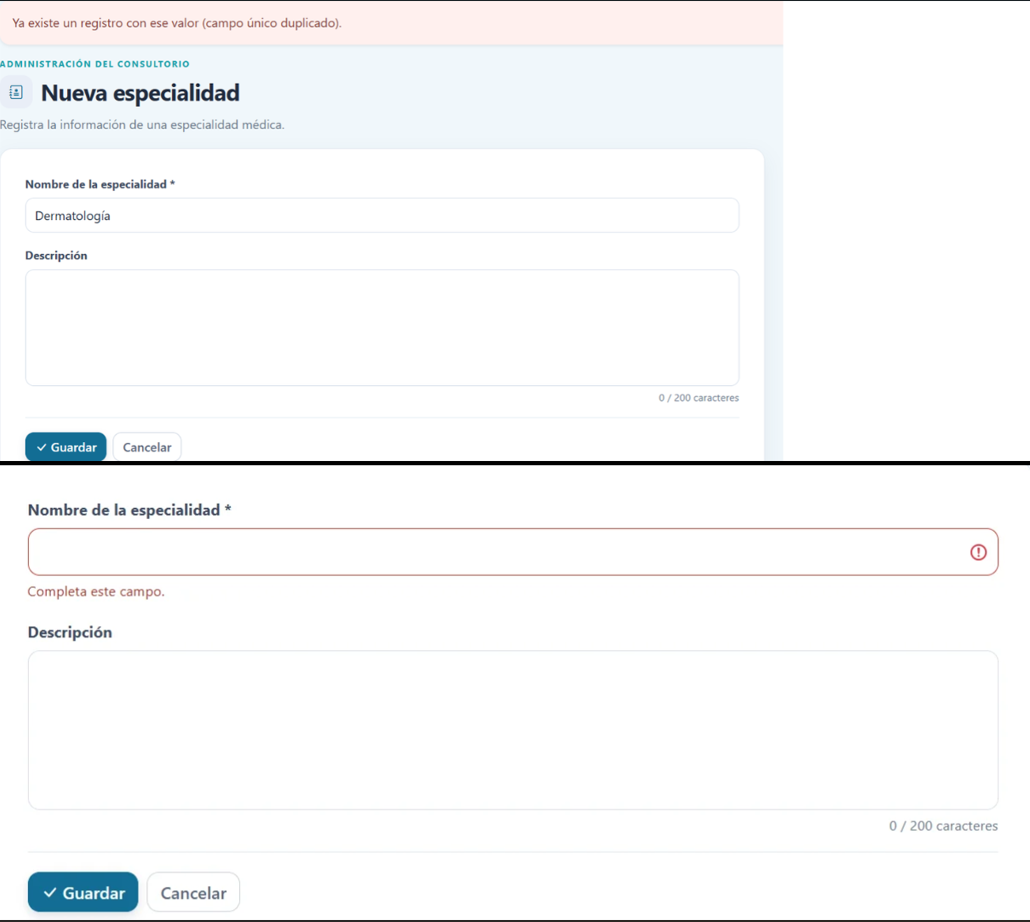 Ya existe un registro con ese valor (campo único duplicado).
ADMINISTRACIÓN DEL CONSULTORIO
Nueva especialidad
Registra la información de una especialidad médica.
Nombre de la especialidad *
Dermatología
Descripción
0 / 200 caracteres
Guardar Cancelar
Nombre de la especialidad *
Completa este campo.
Descripción
0 / 200 caracteres
Guardar Cancelar